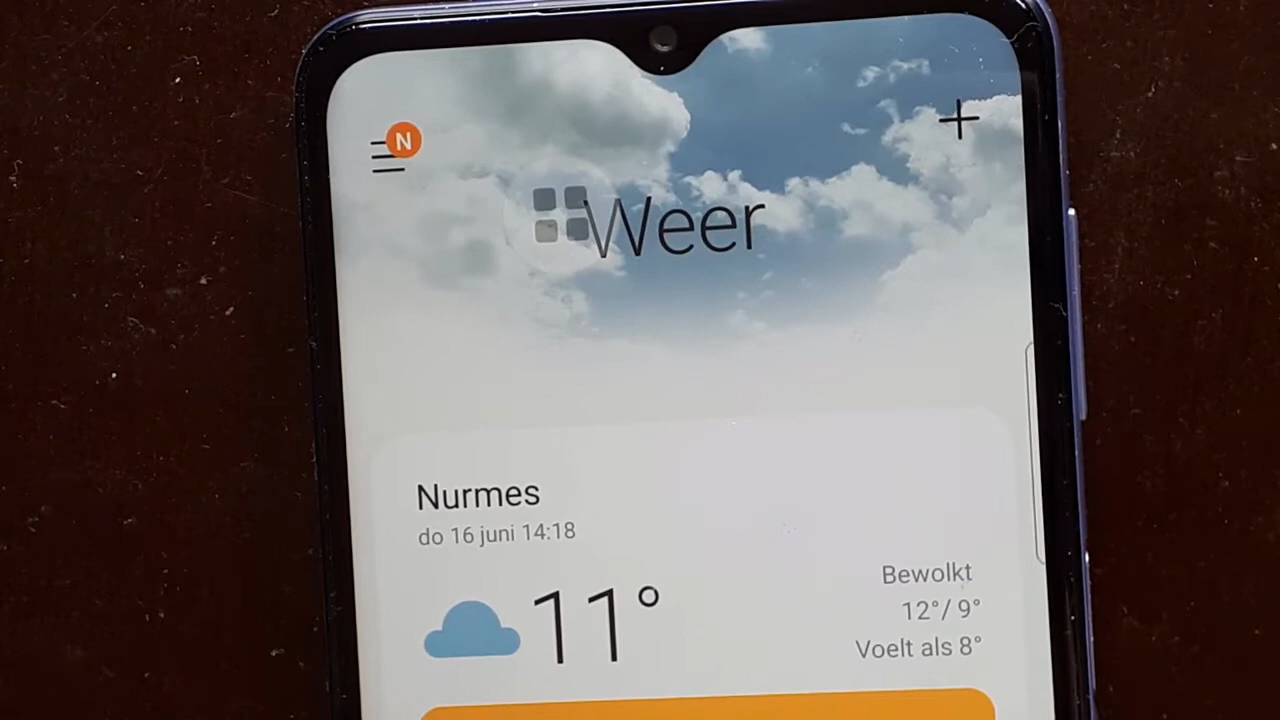 N
Weer
Nurmes
do 16 juni 14:18
11°
Bewolkt
12°/ 9°
Voelt als 8°